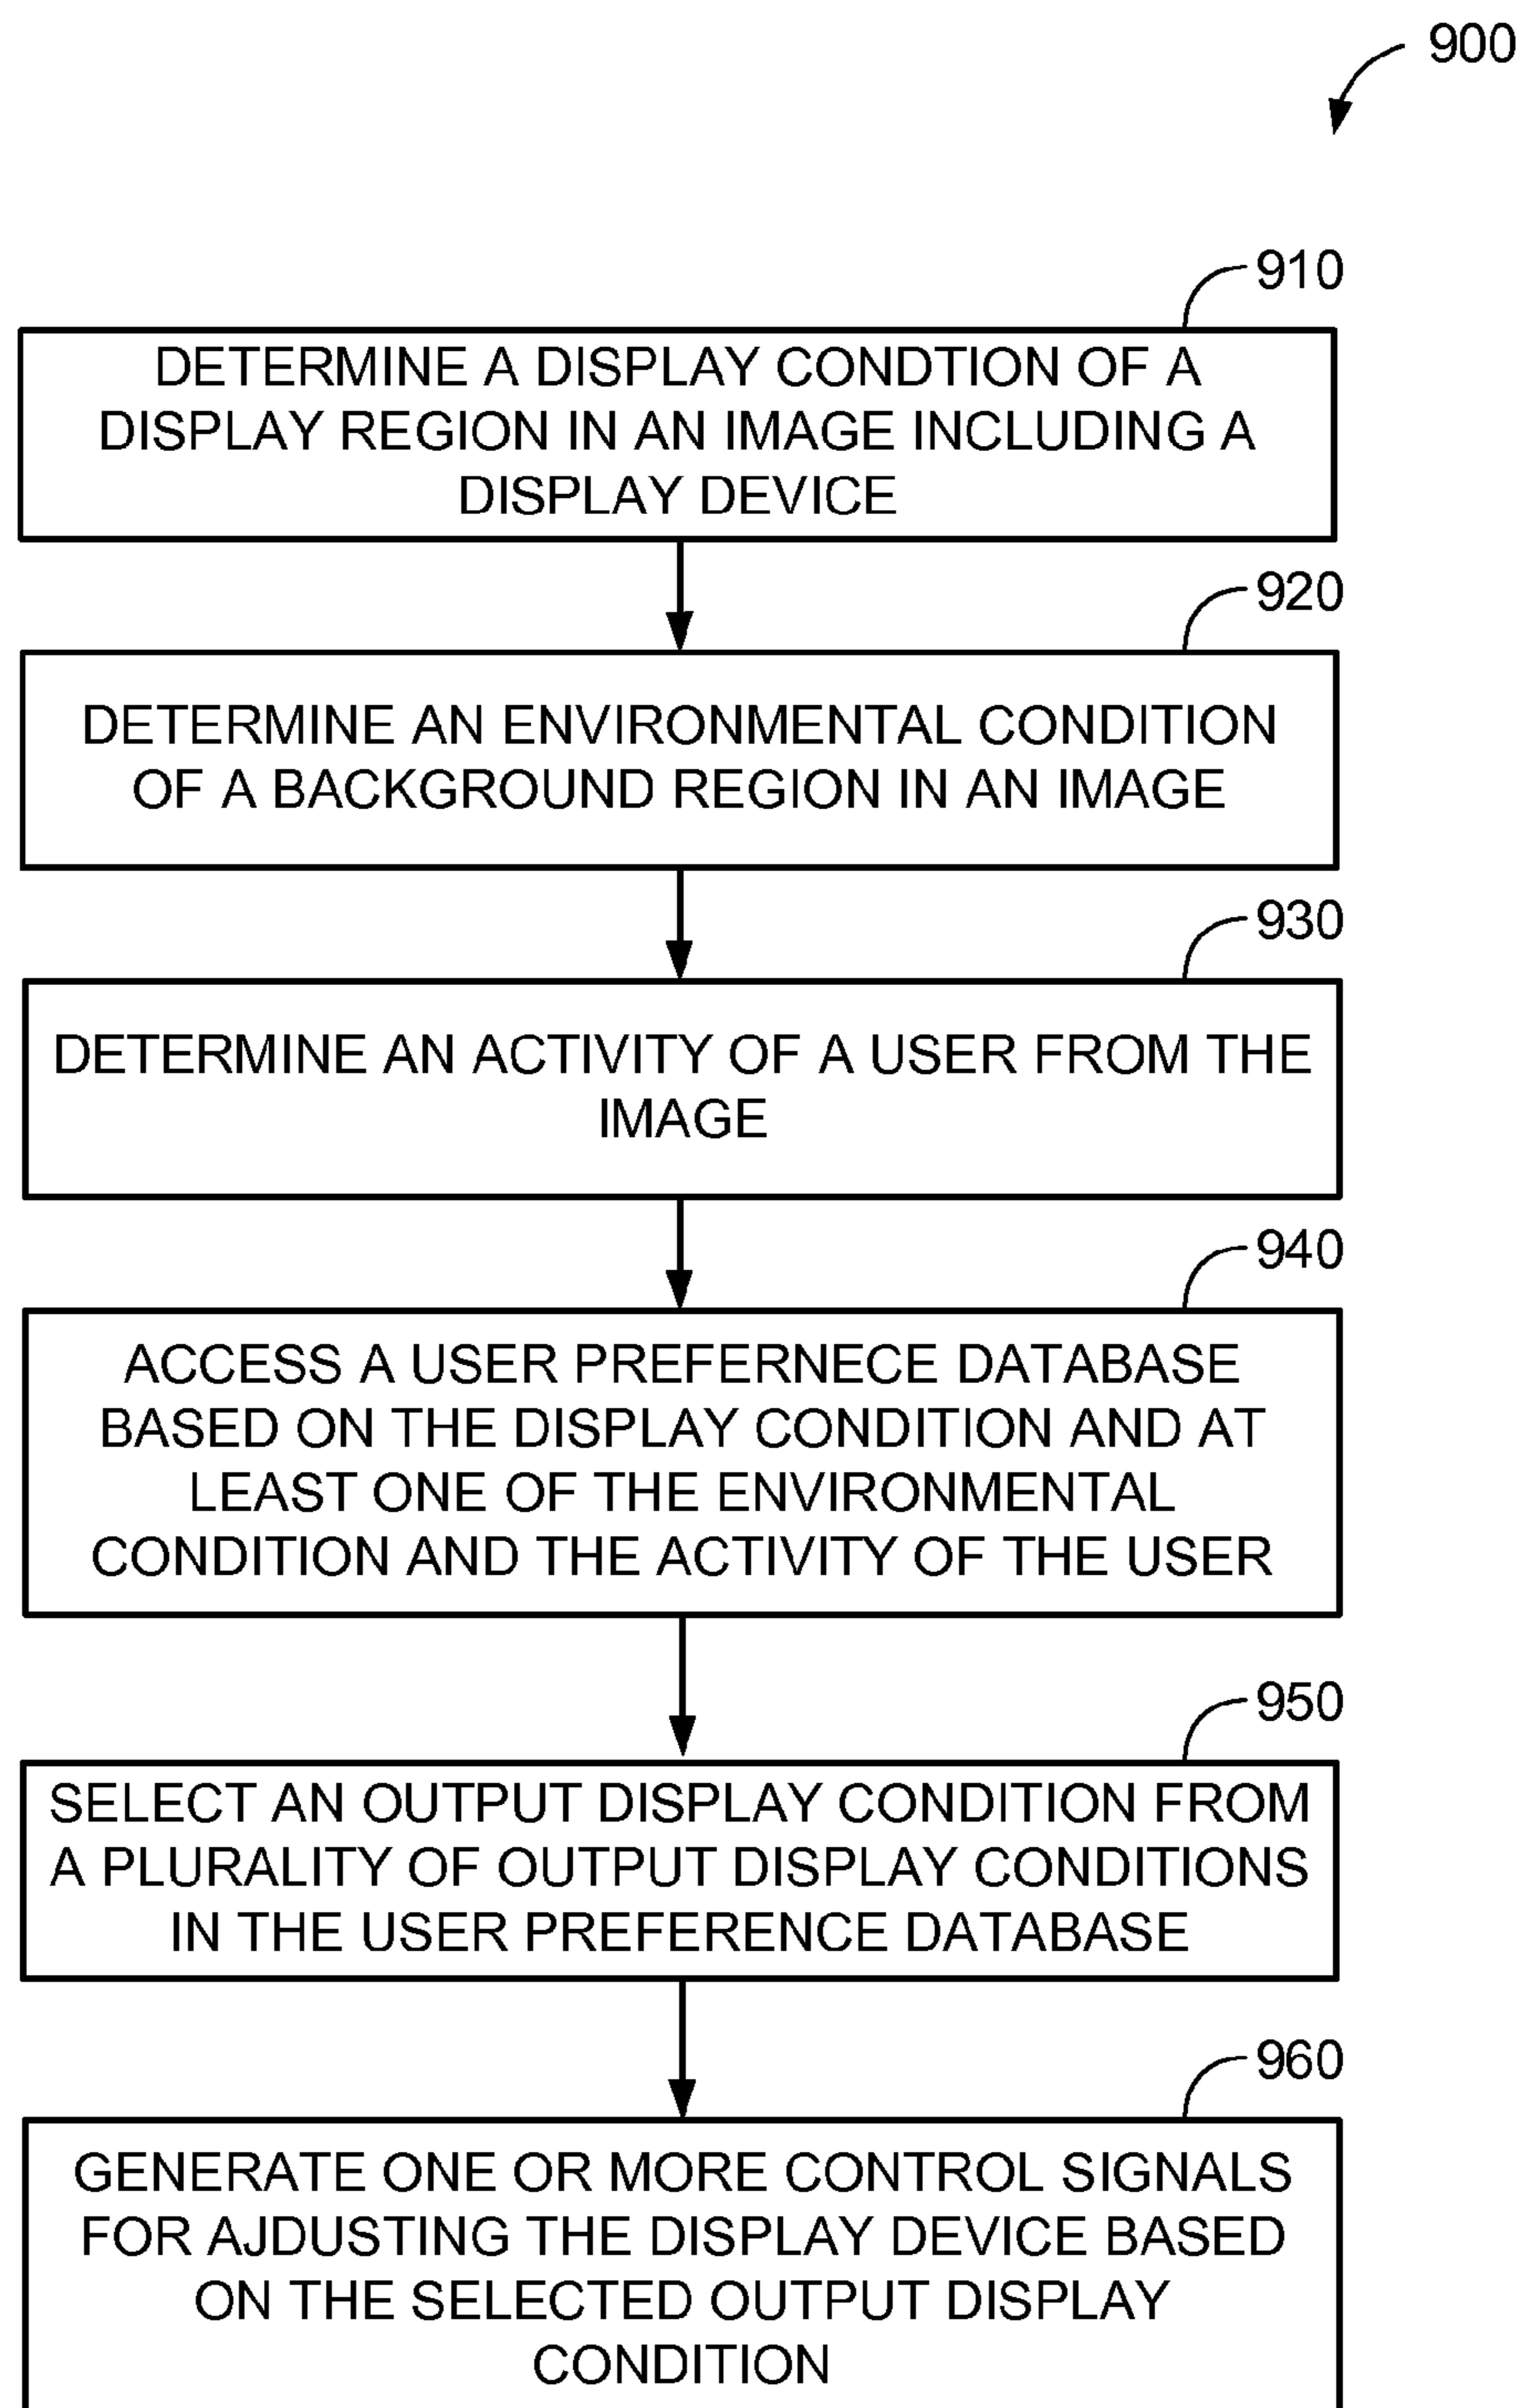 900
910
DETERMINE A DISPLAY CONDTION OF A
DISPLAY REGION IN AN IMAGE INCLUDING A
DISPLAY DEVICE
920
DETERMINE AN ENVIRONMENTAL CONDITION
OF A BACKGROUND REGION IN AN IMAGE
930
DETERMINE AN ACTIVITY OF A USER FROM THE
IMAGE
940
ACCESS A USER PREFERNECE DATABASE
BASED ON THE DISPLAY CONDITION AND AT
LEAST ONE OF THE ENVIRONMENTAL
CONDITION AND THE ACTIVITY OF THE USER
950
SELECT AN OUTPUT DISPLAY CONDITION FROM
A PLURALITY OF OUTPUT DISPLAY CONDITIONS
IN THE USER PREFERENCE DATABASE
960
GENERATE ONE OR MORE CONTROL SIGNALS
FOR AJDUSTING THE DISPLAY DEVICE BASED
ON THE SELECTED OUTPUT DISPLAY
CONDITION